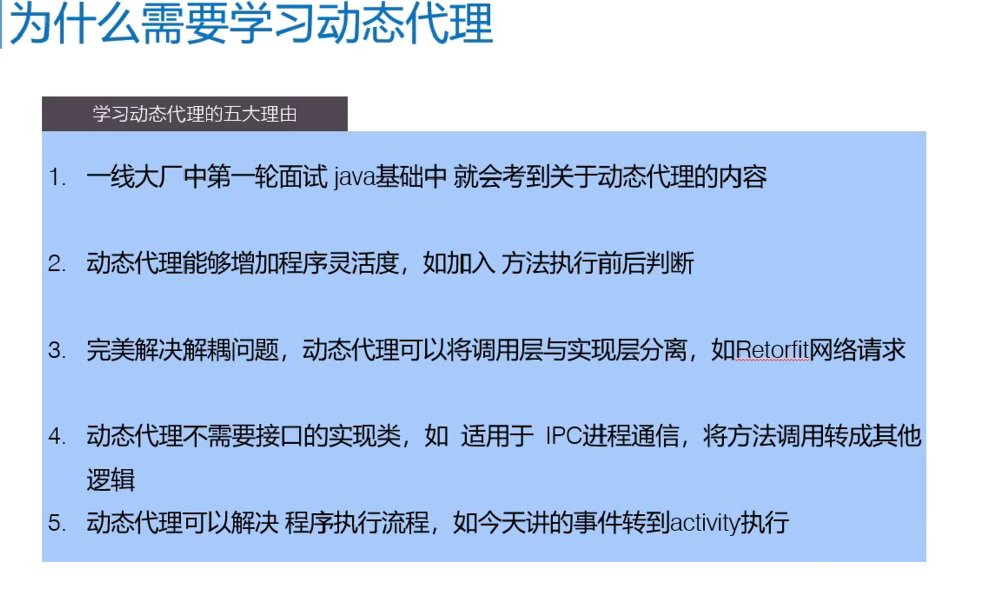 为什么需要学习动态代理
学习动态代理的五大理由
1. 一线大厂中第一轮面试 java基础中 就会考到关于动态代理的内容
2. 动态代理能够增加程序灵活度，如加入 方法执行前后判断
3. 完美解决解耦问题，动态代理可以将调用层与实现层分离，如Retorfit网络请求
4. 动态代理不需要接口的实现类，如 适用于 IPC进程通信，将方法调用转成其他
逻辑
5. 动态代理可以解决 程序执行流程，如今天讲的事件转到activity执行